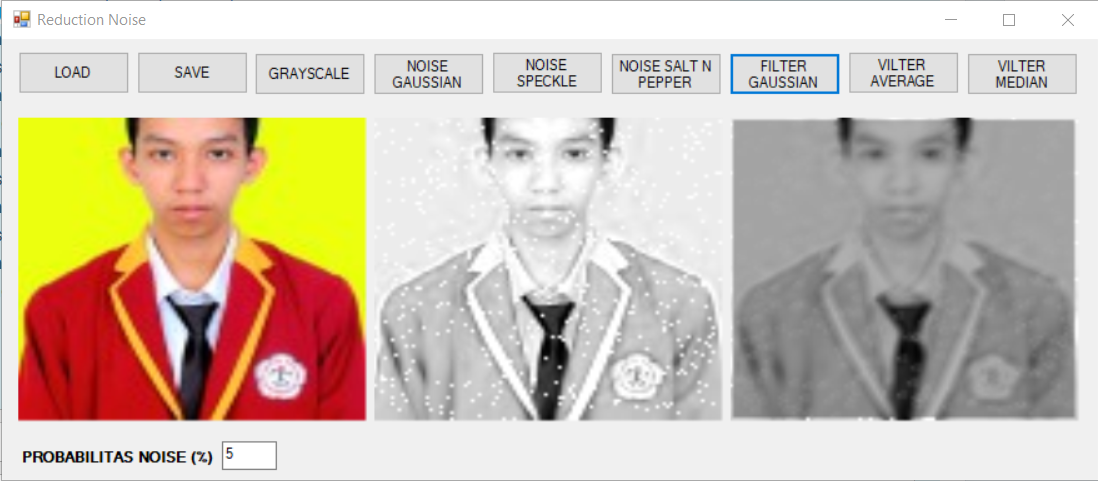 Reduction Noise
LOAD
SAVE
GRAYSCALE
NOISE
GAUSSIAN
NOISE
SPECKLE
NOISE SALT N
PEPPER
FILTER
GAUSSIAN
VILTER
AVERAGE
VILTER
MEDIAN
PROBABILITAS NOISE (%) 5